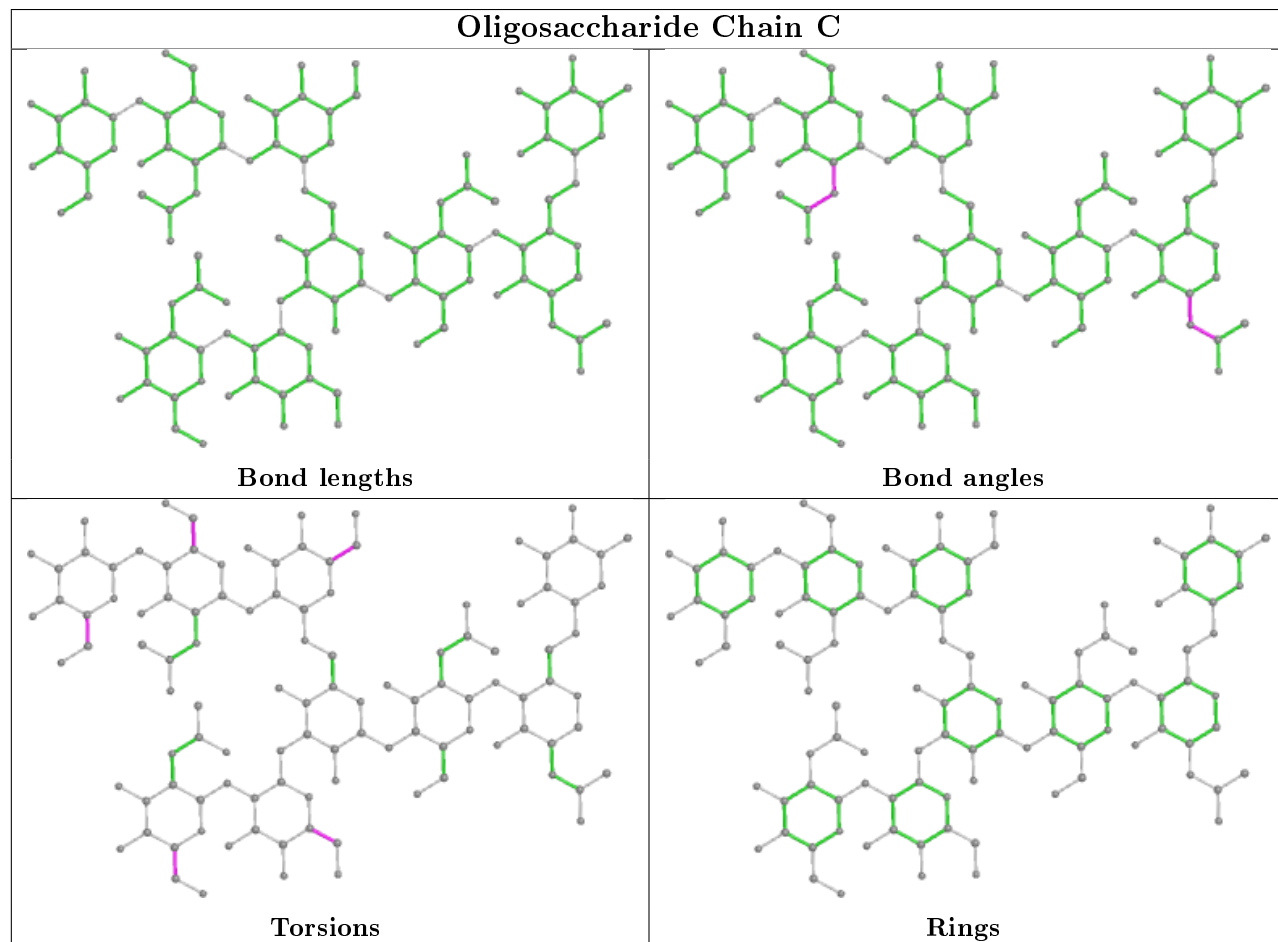 Oligosaccharide Chain C
Bond lengths
Bond angles
Torsions
Rings